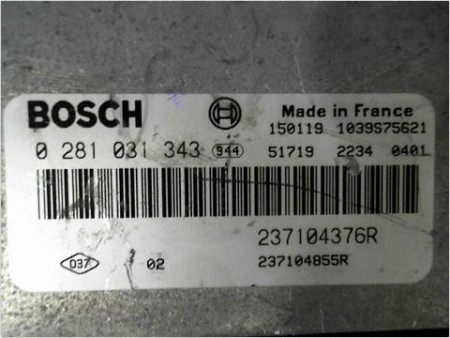 BOSCH Made in France
150119 1039S75621
0 281 031 343 944 51719 2234 0401
237104376R
037 02 237104855R